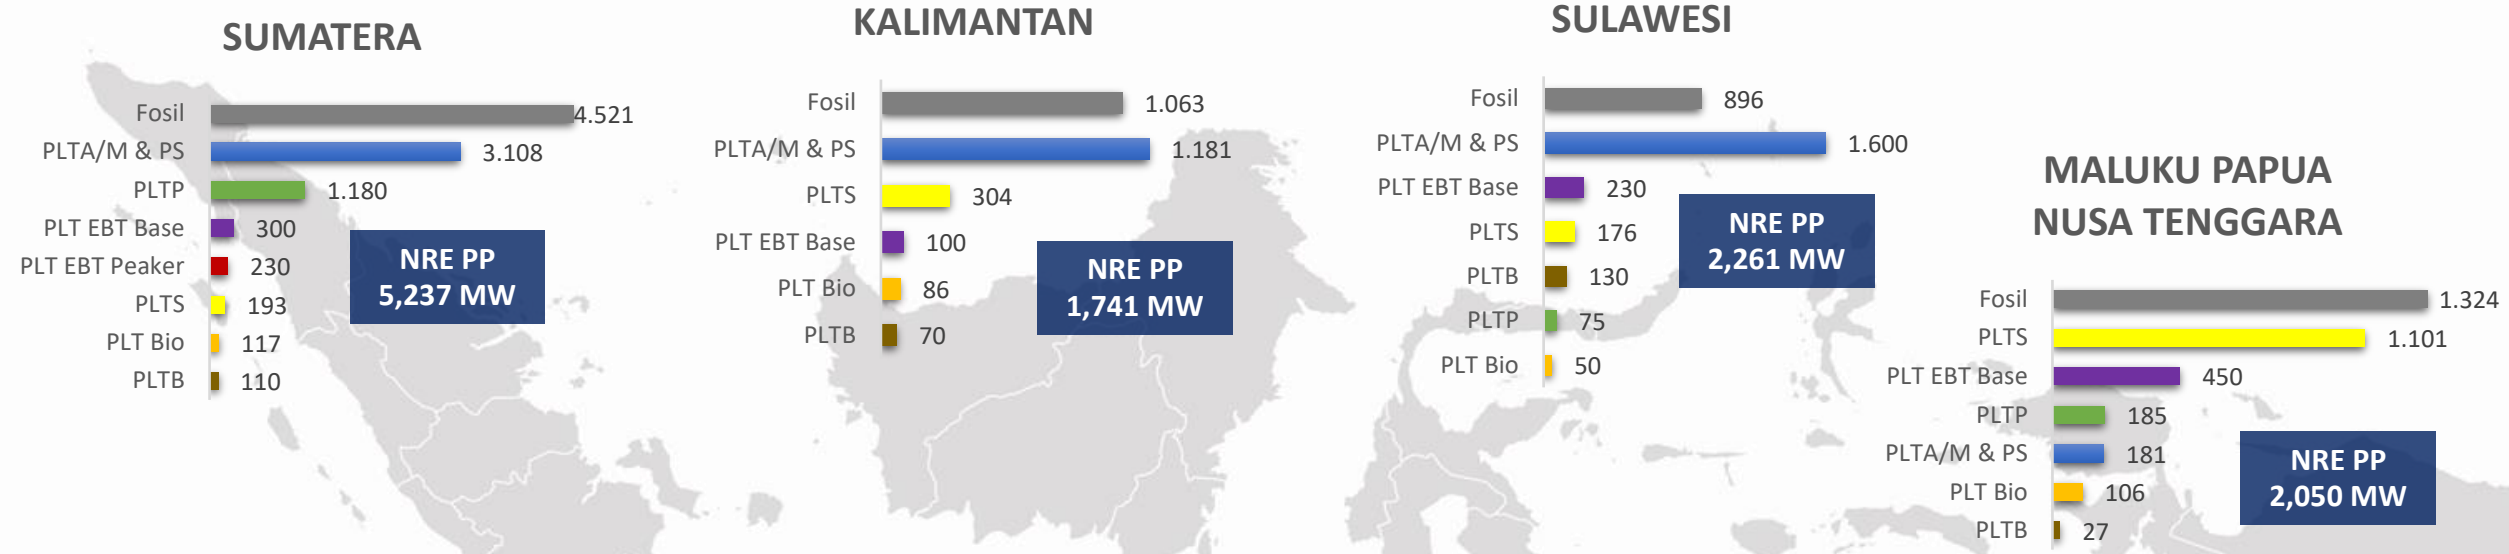 SUMATERA
Fosil 4.521
PLTA/M & PS 3.108
PLTP 1.180
PLT EBT Base 300
PLT EBT Peaker 230
PLTS 193
PLT Bio 117
PLTB 110
NRE PP
5,237 MW
KALIMANTAN
Fosil 1.063
PLTA/M & PS 1.181
PLTS 304
PLT EBT Base 100
PLT Bio 86
PLTB 70
NRE PP
1,741 MW
SULAWESI
Fosil 896
PLTA/M & PS 1.600
PLT EBT Base 230
PLTS 176
PLTB 130
PLTP 75
PLT Bio 50
NRE PP
2,261 MW
MALUKU PAPUA
NUSA TENGGARA
Fosil 1.324
PLTS 1.101
PLT EBT Base 450
PLTP 185
PLTA/M & PS 181
PLT Bio 106
PLTB 27
NRE PP
2,050 MW